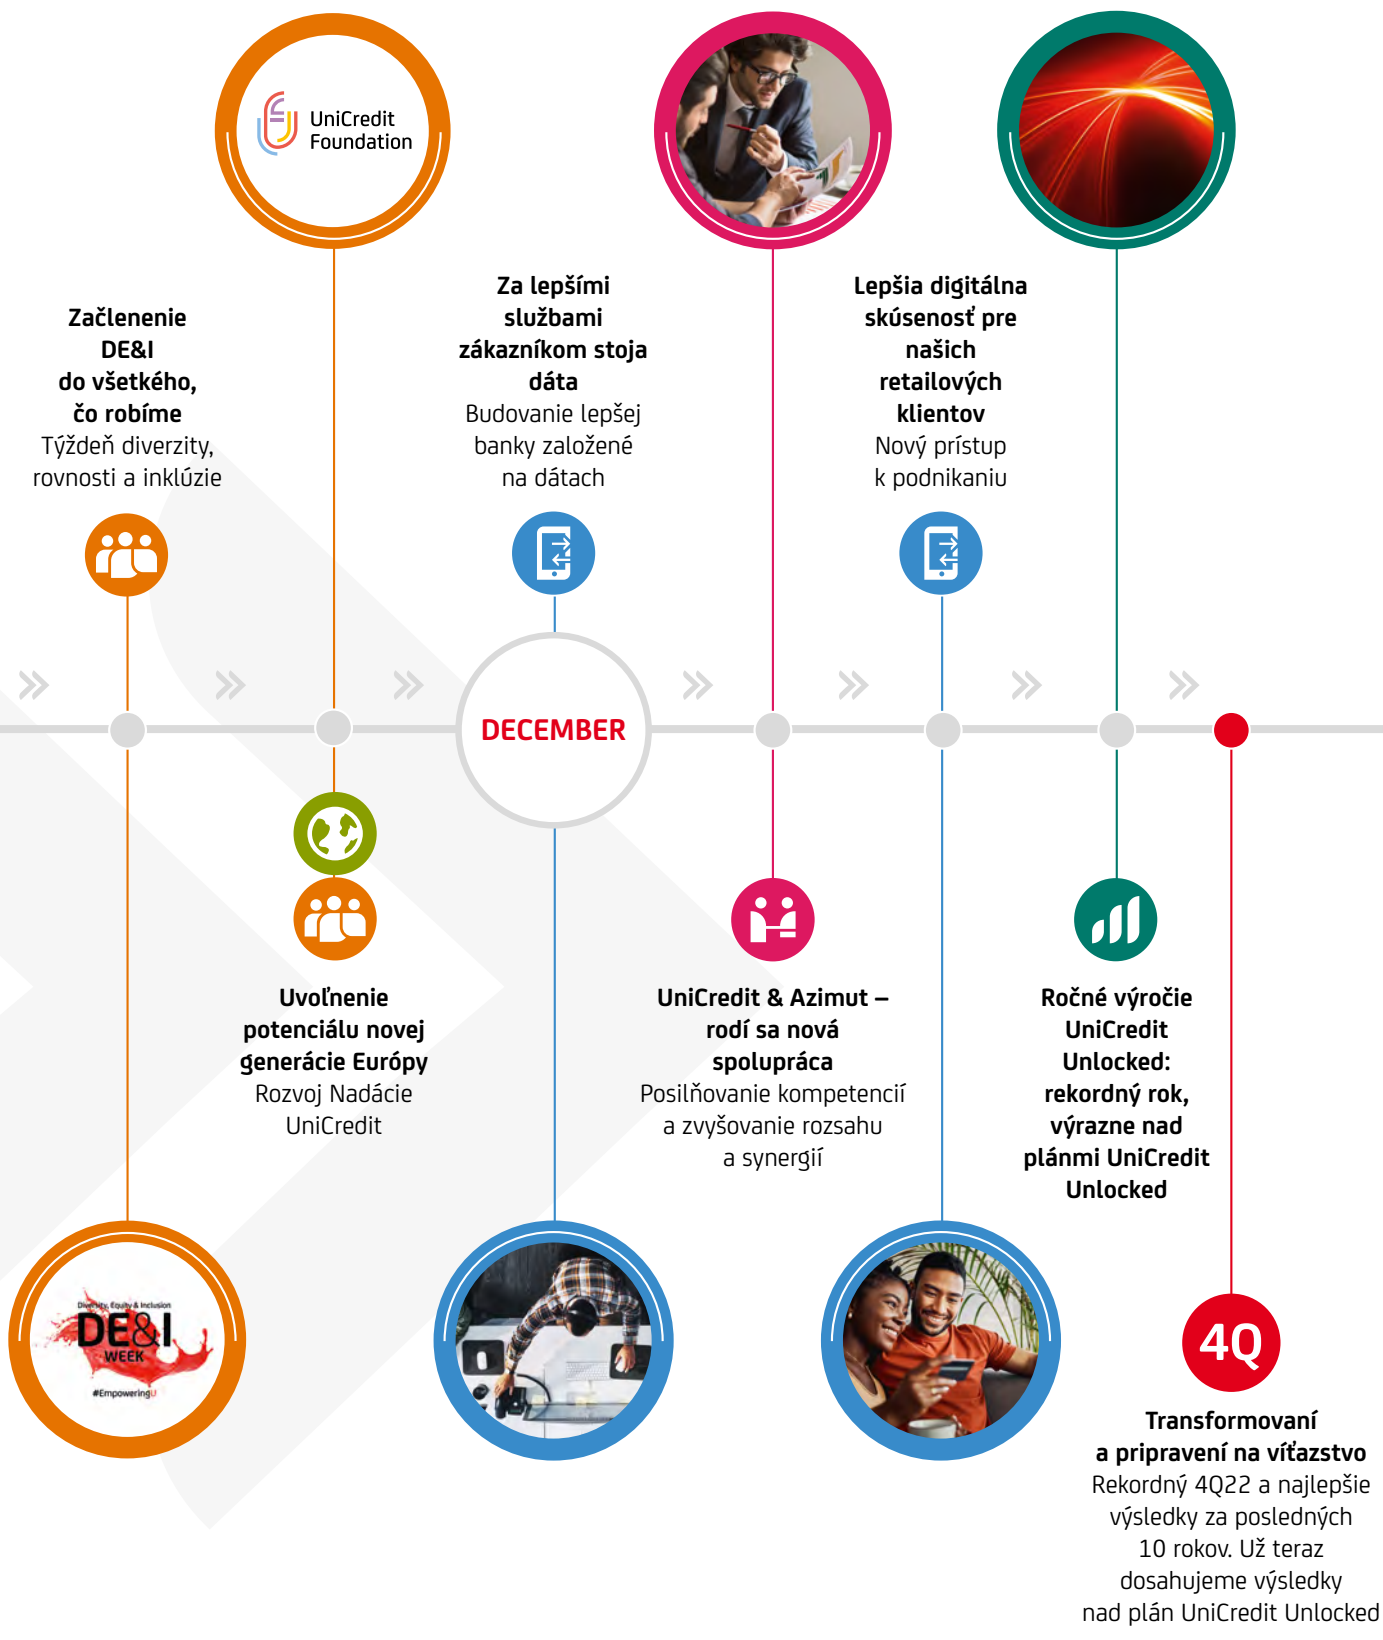 UniCredit
Foundation
Začlenenie
DE&I
do všetkého,
čo robíme
Týždeň diverzity,
rovnosti a inklúzie
Za lepšími
službami
zákazníkom stoja
dáta
Budovanie lepšej
banky založené
na dátach
Lepšia digitálna
skúsenosť pre
našich
retailových
klientov
Nový prístup
k podnikaniu
DECEMBER
Uvoľnenie
potenciálu novej
generácie Európy
Rozvoj Nadácie
UniCredit
UniCredit & Azimut –
rodí sa nová
spolupráca
Posilňovanie kompetencií
a zvyšovanie rozsahu
a synergií
Ročné výročie
UniCredit
Unlocked:
rekordný rok,
výrazne nad
plánmi UniCredit
Unlocked
Diversity, Equity & Inclusion
DE&I
WEEK
#EmpoweringU
4Q
Transformovaní
a pripravení na víťazstvo
Rekordný 4Q22 a najlepšie
výsledky za posledných
10 rokov. Už teraz
dosahujeme výsledky
nad plán UniCredit Unlocked